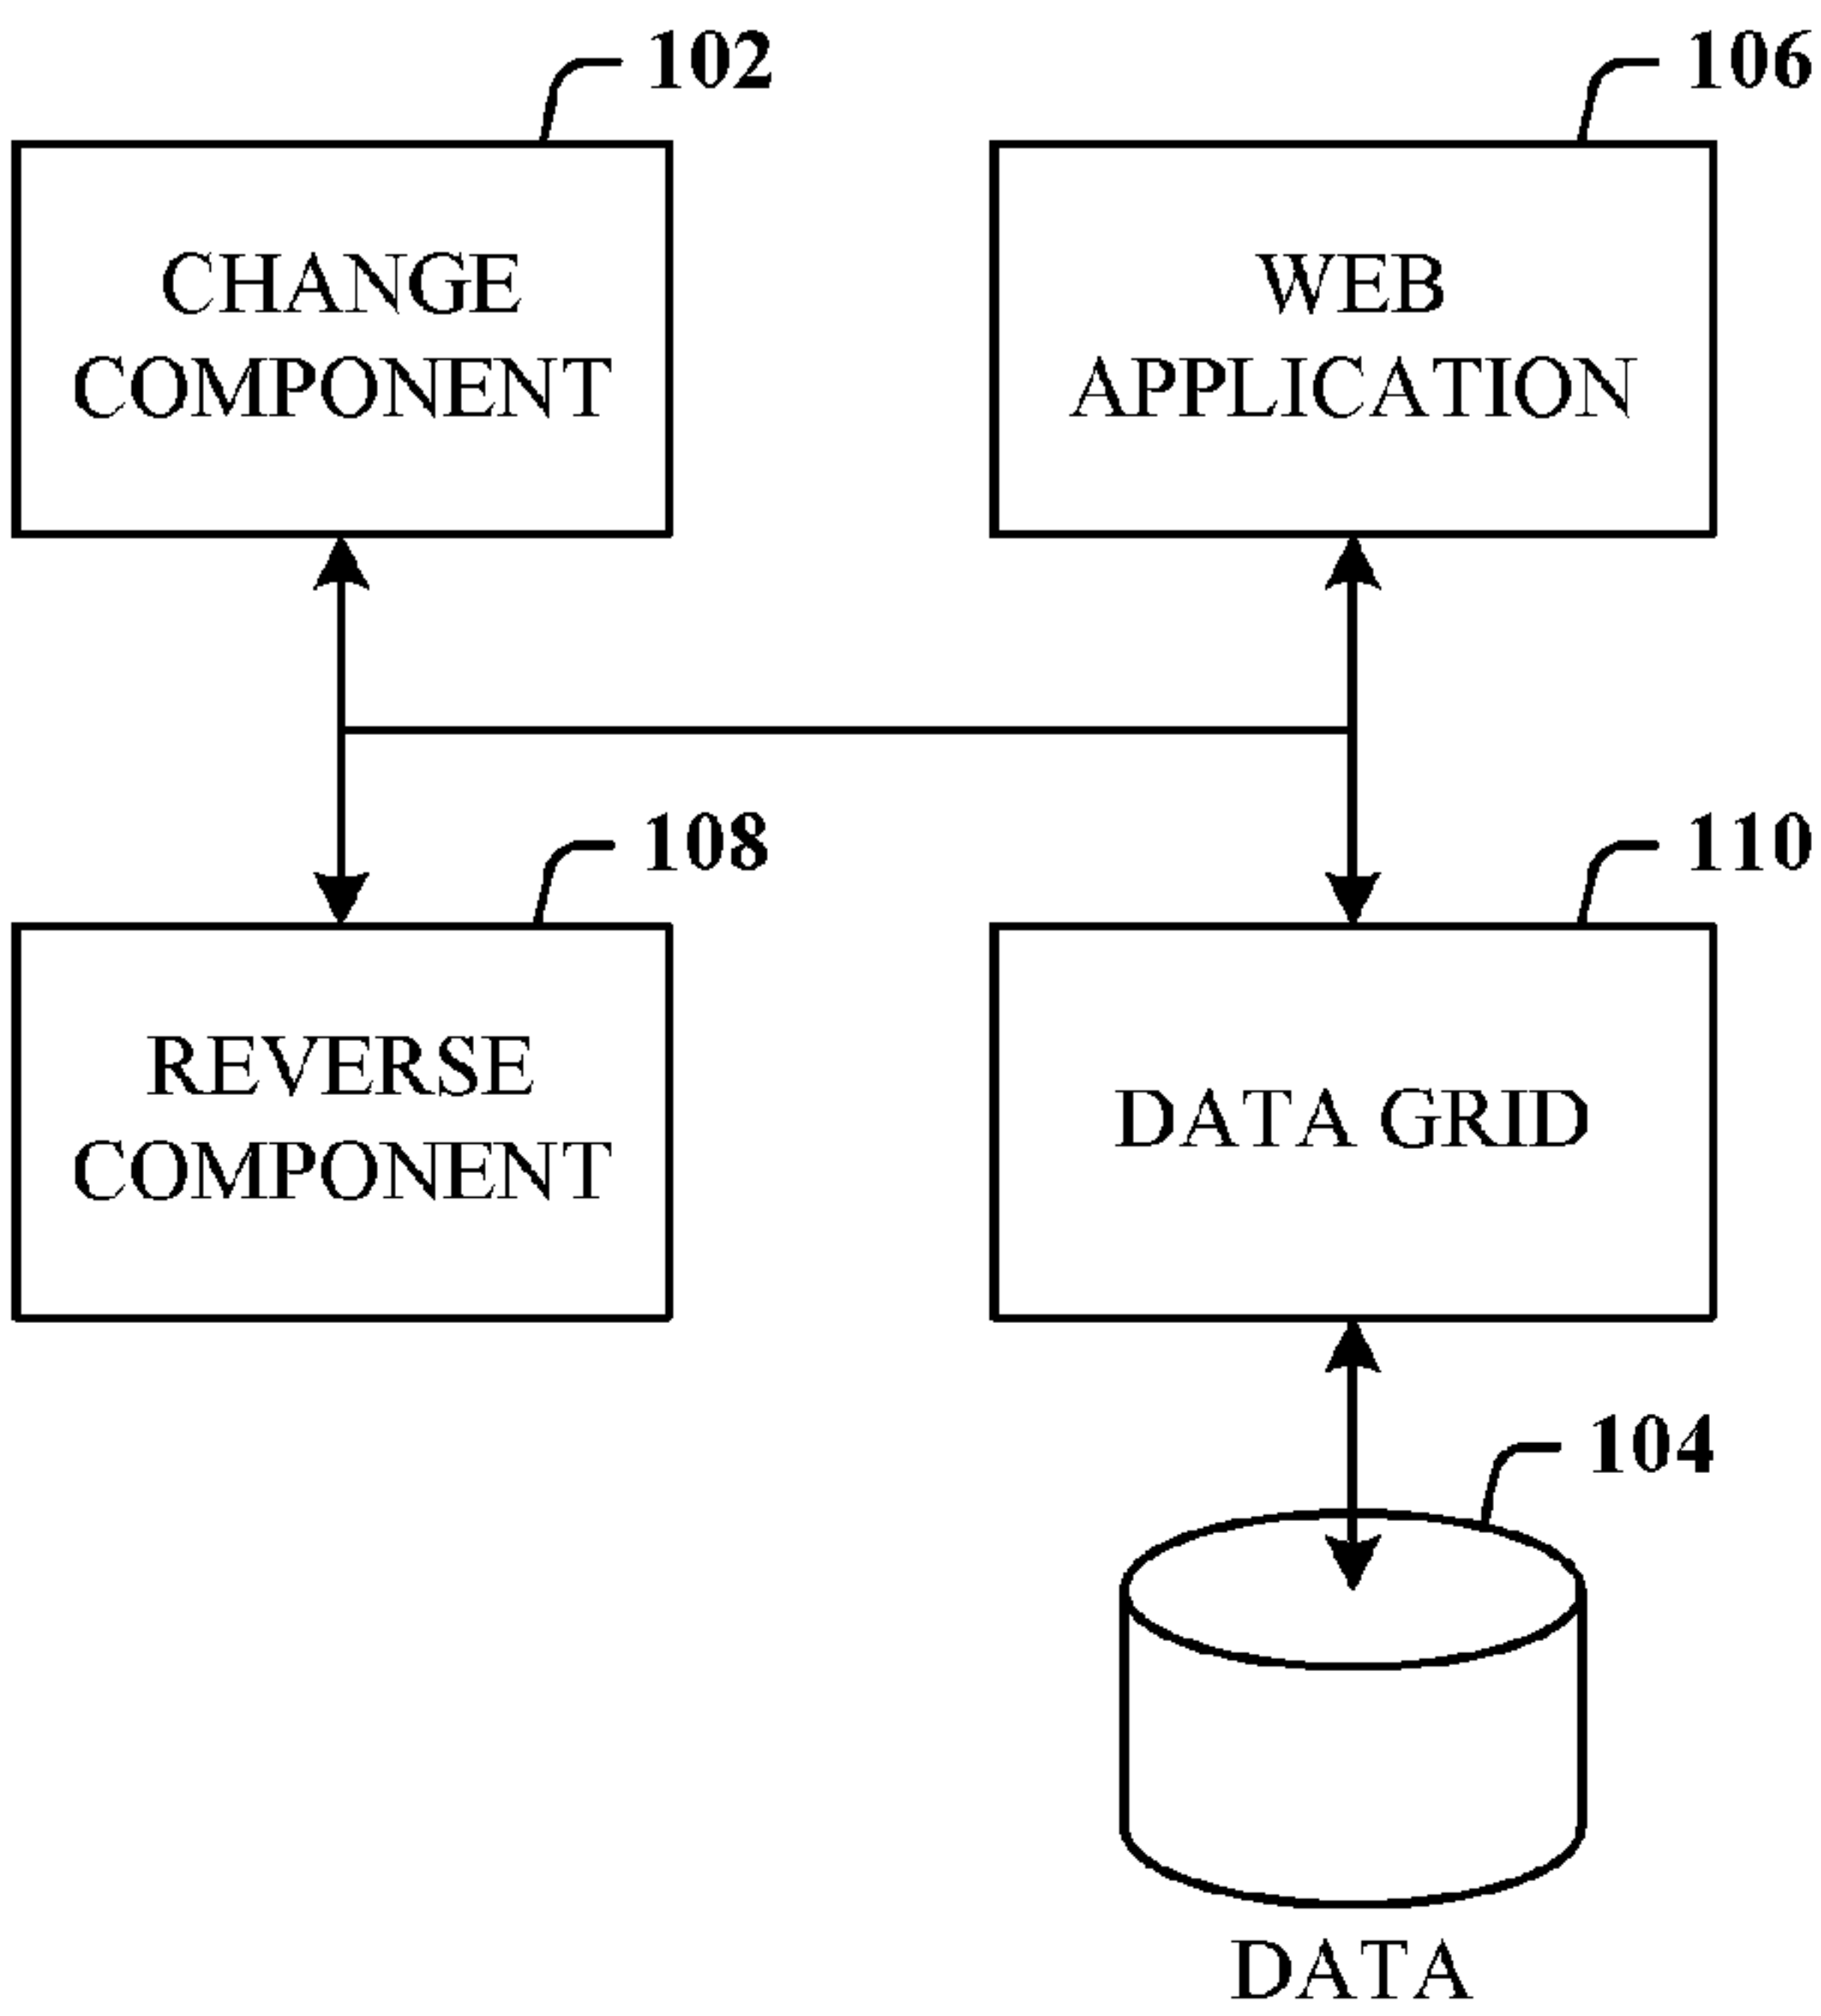 102
106
CHANGE
COMPONENT
WEB
APPLICATION
108
110
REVERSE
COMPONENT
DATA GRID
104
DATA